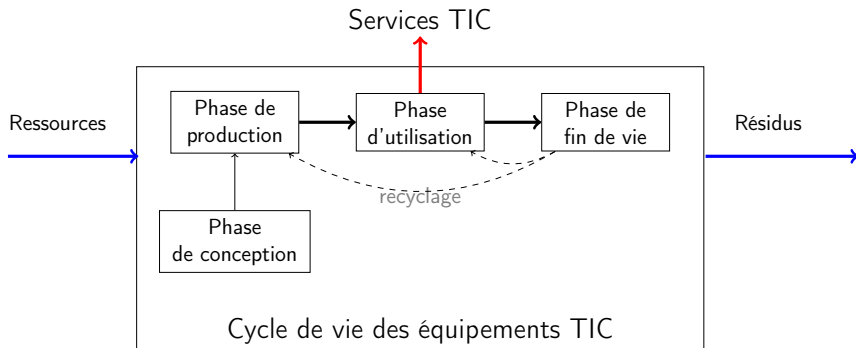 Services TIC
Ressources
Phase de
production
Phase
d'utilisation
Phase de
fin de vie
Résidus
recyclage
Phase
de conception
Cycle de vie des équipements TIC